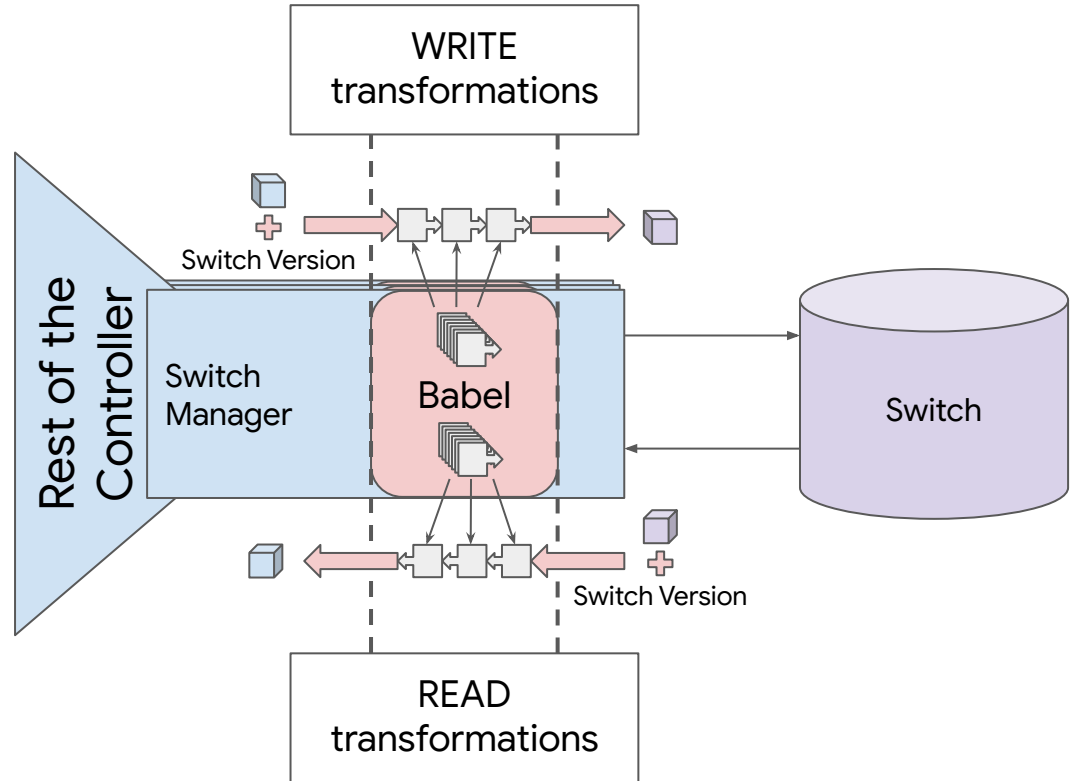 WRITE
transformations
Switch Version
Rest of the
Controller
Switch
Manager
Babel
Switch
Switch Version
READ
transformations